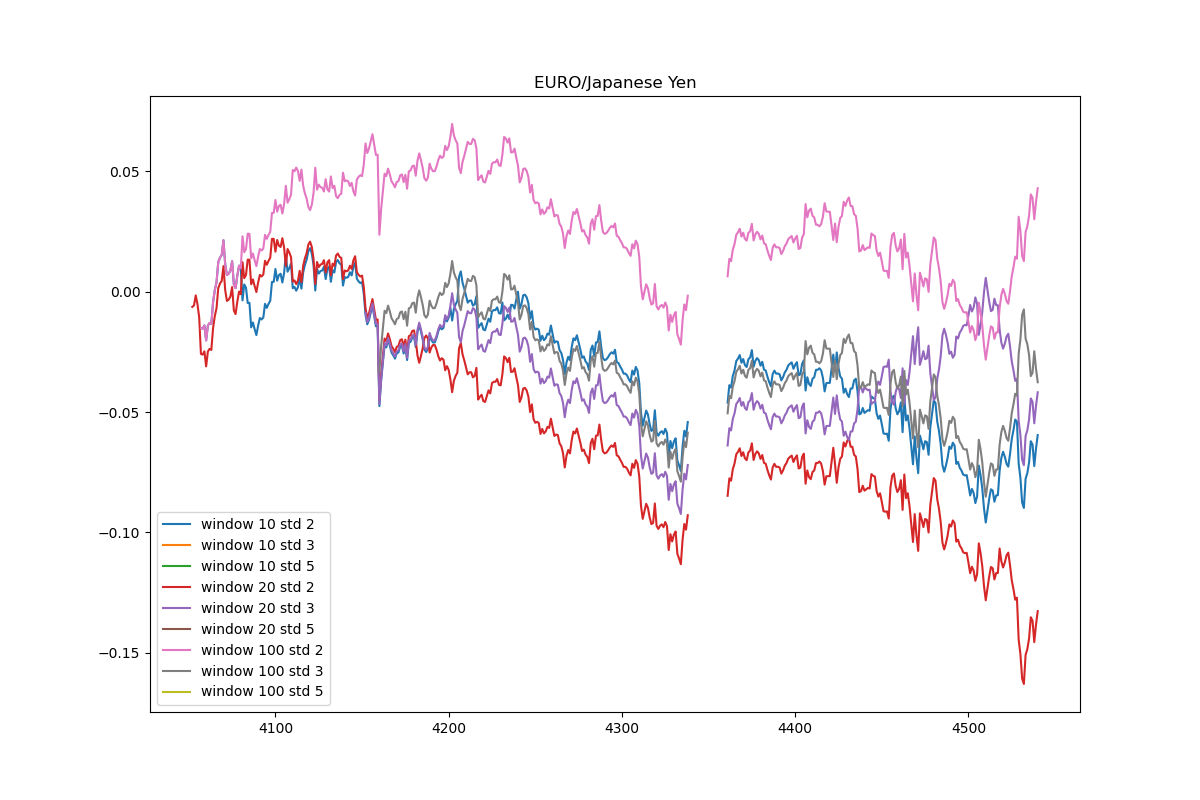 EURO/Japanese Yen
0.05
0.00
−0.05
−0.10
−0.15
window 10 std 2
window 10 std 3
window 10 std 5
window 20 std 2
window 20 std 3
window 20 std 5
window 100 std 2
window 100 std 3
window 100 std 5
4100
4200
4300
4400
4500